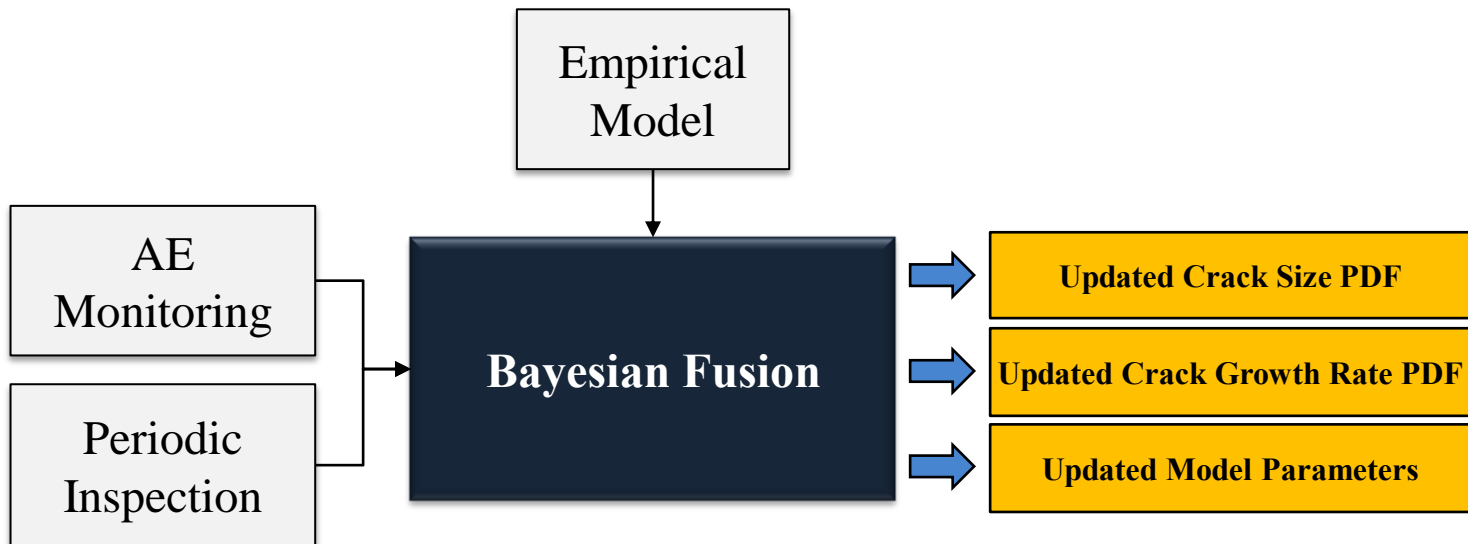 Empirical
Model
AE
Monitoring
Periodic
Inspection
Bayesian Fusion
Updated Crack Size PDF
Updated Crack Growth Rate PDF
Updated Model Parameters